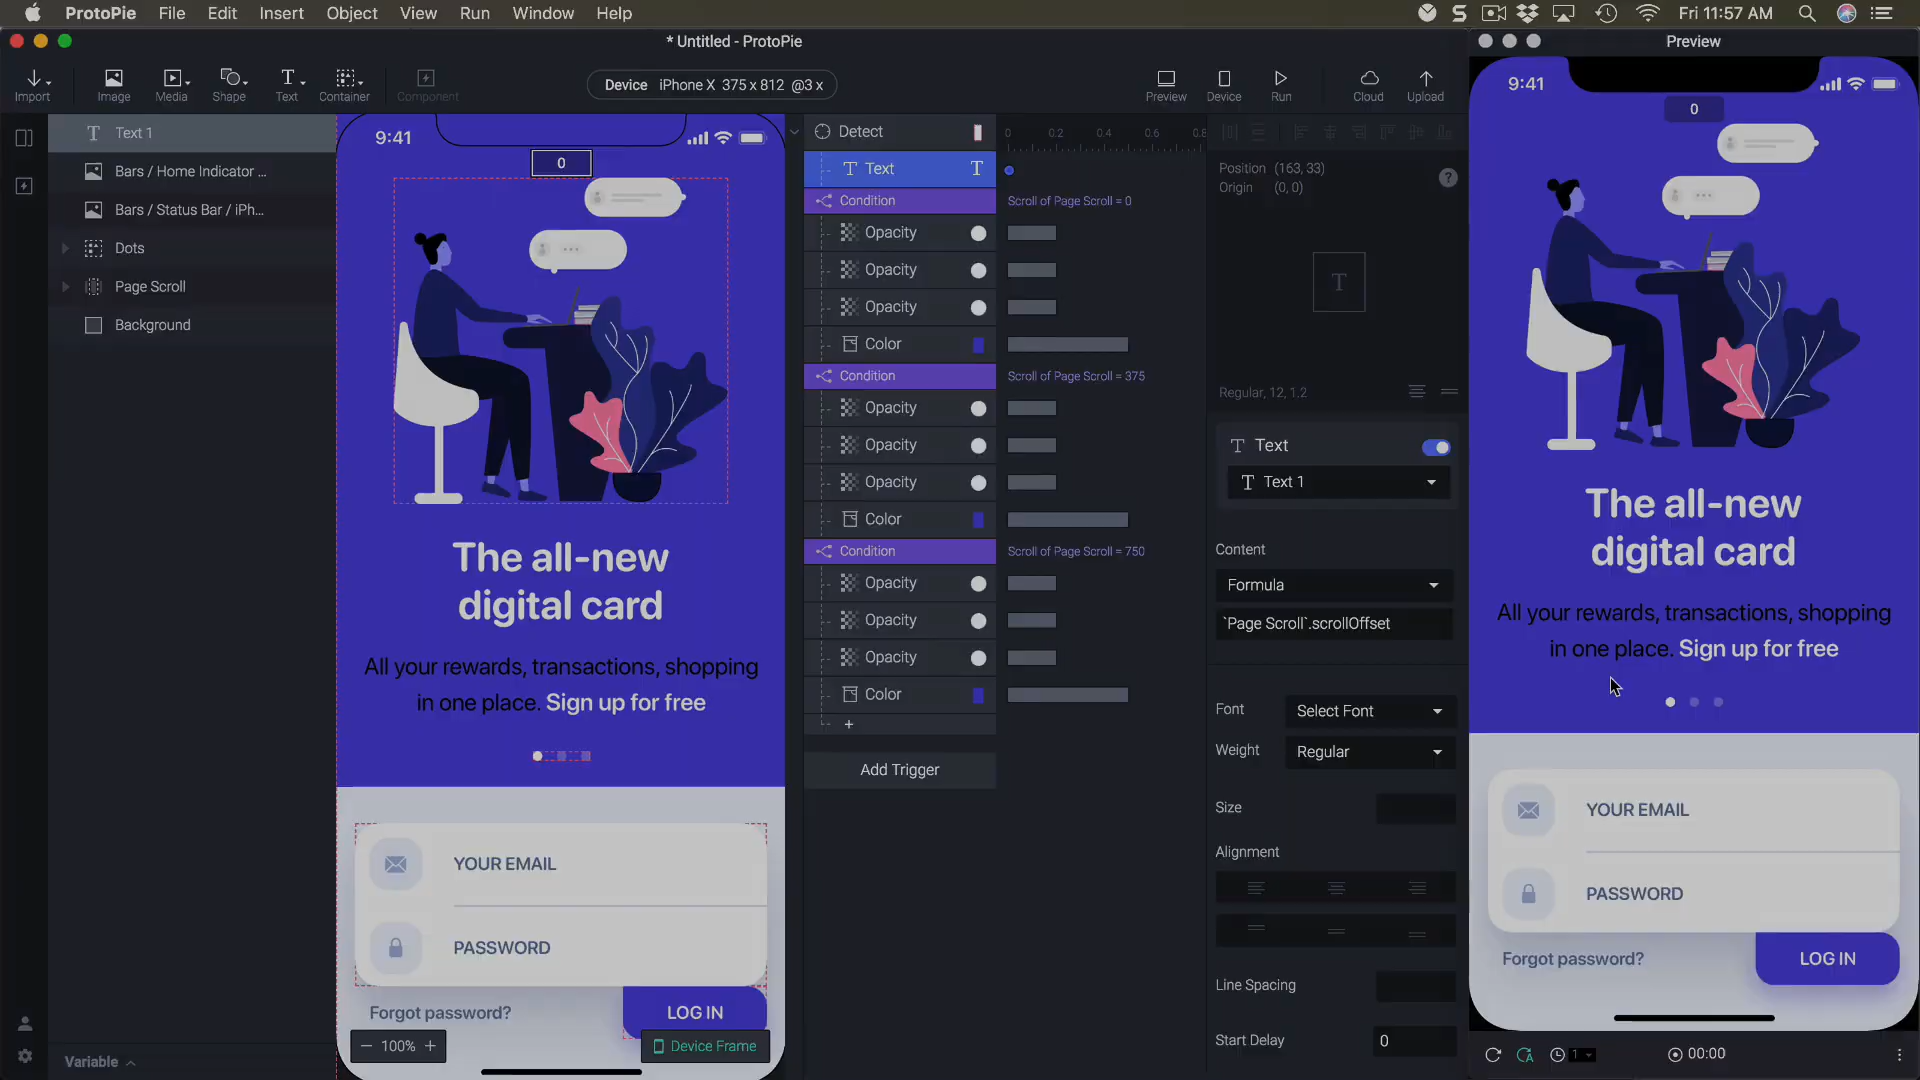 ProtoPie File Edit Insert Object View Run Window Help Fri 11:57 AM
* Untitled - ProtoPie
Preview
Import Image Media Shape Text Container Component
Device iPhone X 375 x 812 @3 x
Preview Device Run Cloud Upload
Text 1
Bars / Home Indicator ...
Bars / Status Bar / iPh...
Dots
Page Scroll
Background
Variable
9:41
0
The all-new
digital card
All your rewards, transactions, shopping
in one place. Sign up for free
YOUR EMAIL
PASSWORD
Forgot password?
LOG IN
100%
Device Frame
Detect
0 0.2 0.4 0.6 0.8
Text
Condition Scroll of Page Scroll = 0
Opacity
Opacity
Opacity
Color
Condition Scroll of Page Scroll = 375
Opacity
Opacity
Opacity
Color
Condition Scroll of Page Scroll = 750
Opacity
Opacity
Opacity
Color
+
Add Trigger
Position (163, 33)
Origin (0, 0)
?
T
Regular, 12, 1.2
Text
Text 1
Content
Formula
`Page Scroll`.scrollOffset
Font Select Font
Weight Regular
Size
Alignment
Line Spacing
Start Delay 0
9:41
0
The all-new
digital card
All your rewards, transactions, shopping
in one place. Sign up for free
YOUR EMAIL
PASSWORD
Forgot password?
LOG IN
1
00:00